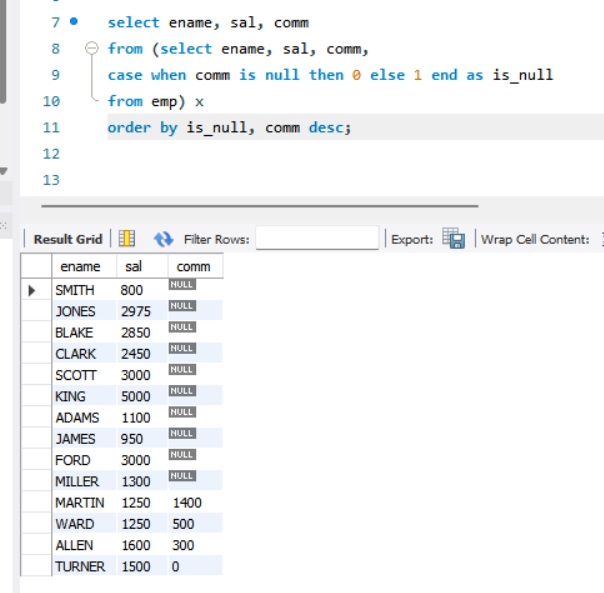 7 select ename, sal, comm
8 from (select ename, sal, comm,
9 case when comm is null then 0 else 1 end as is_null
10 from emp) x
11 order by is_null, comm desc;
12
13
Result Grid Filter Rows: Export: Wrap Cell Content:
ename sal comm
SMITH 800 NULL
JONES 2975 NULL
BLAKE 2850 NULL
CLARK 2450 NULL
SCOTT 3000 NULL
KING 5000 NULL
ADAMS 1100 NULL
JAMES 950 NULL
FORD 3000 NULL
MILLER 1300 NULL
MARTIN 1250 1400
WARD 1250 500
ALLEN 1600 300
TURNER 1500 0